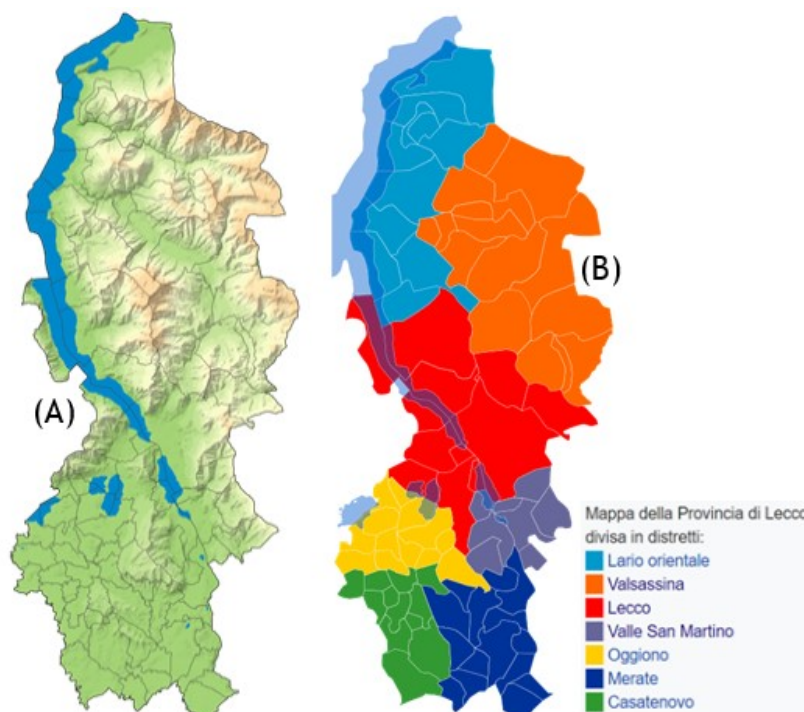 (A)
(B)
Mappa della Provincia di Lecco
divisa in distretti:
Lario orientale
Valsassina
Lecco
Valle San Martino
Oggiono
Merate
Casatenovo